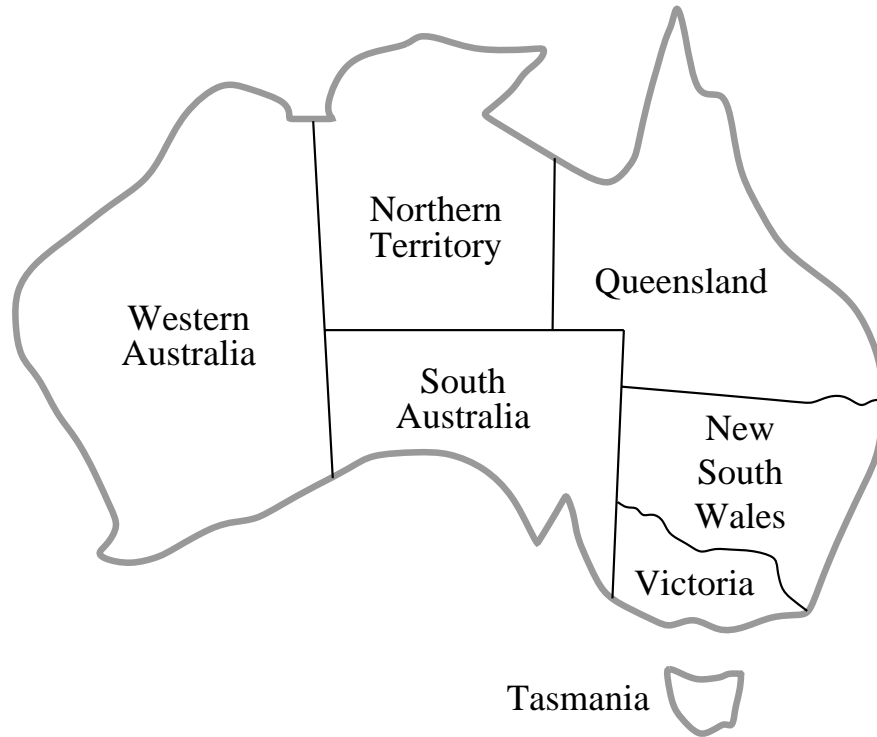 Northern
Territory
Queensland
Western
Australia
South
Australia
New
South
Wales
Victoria
Tasmania